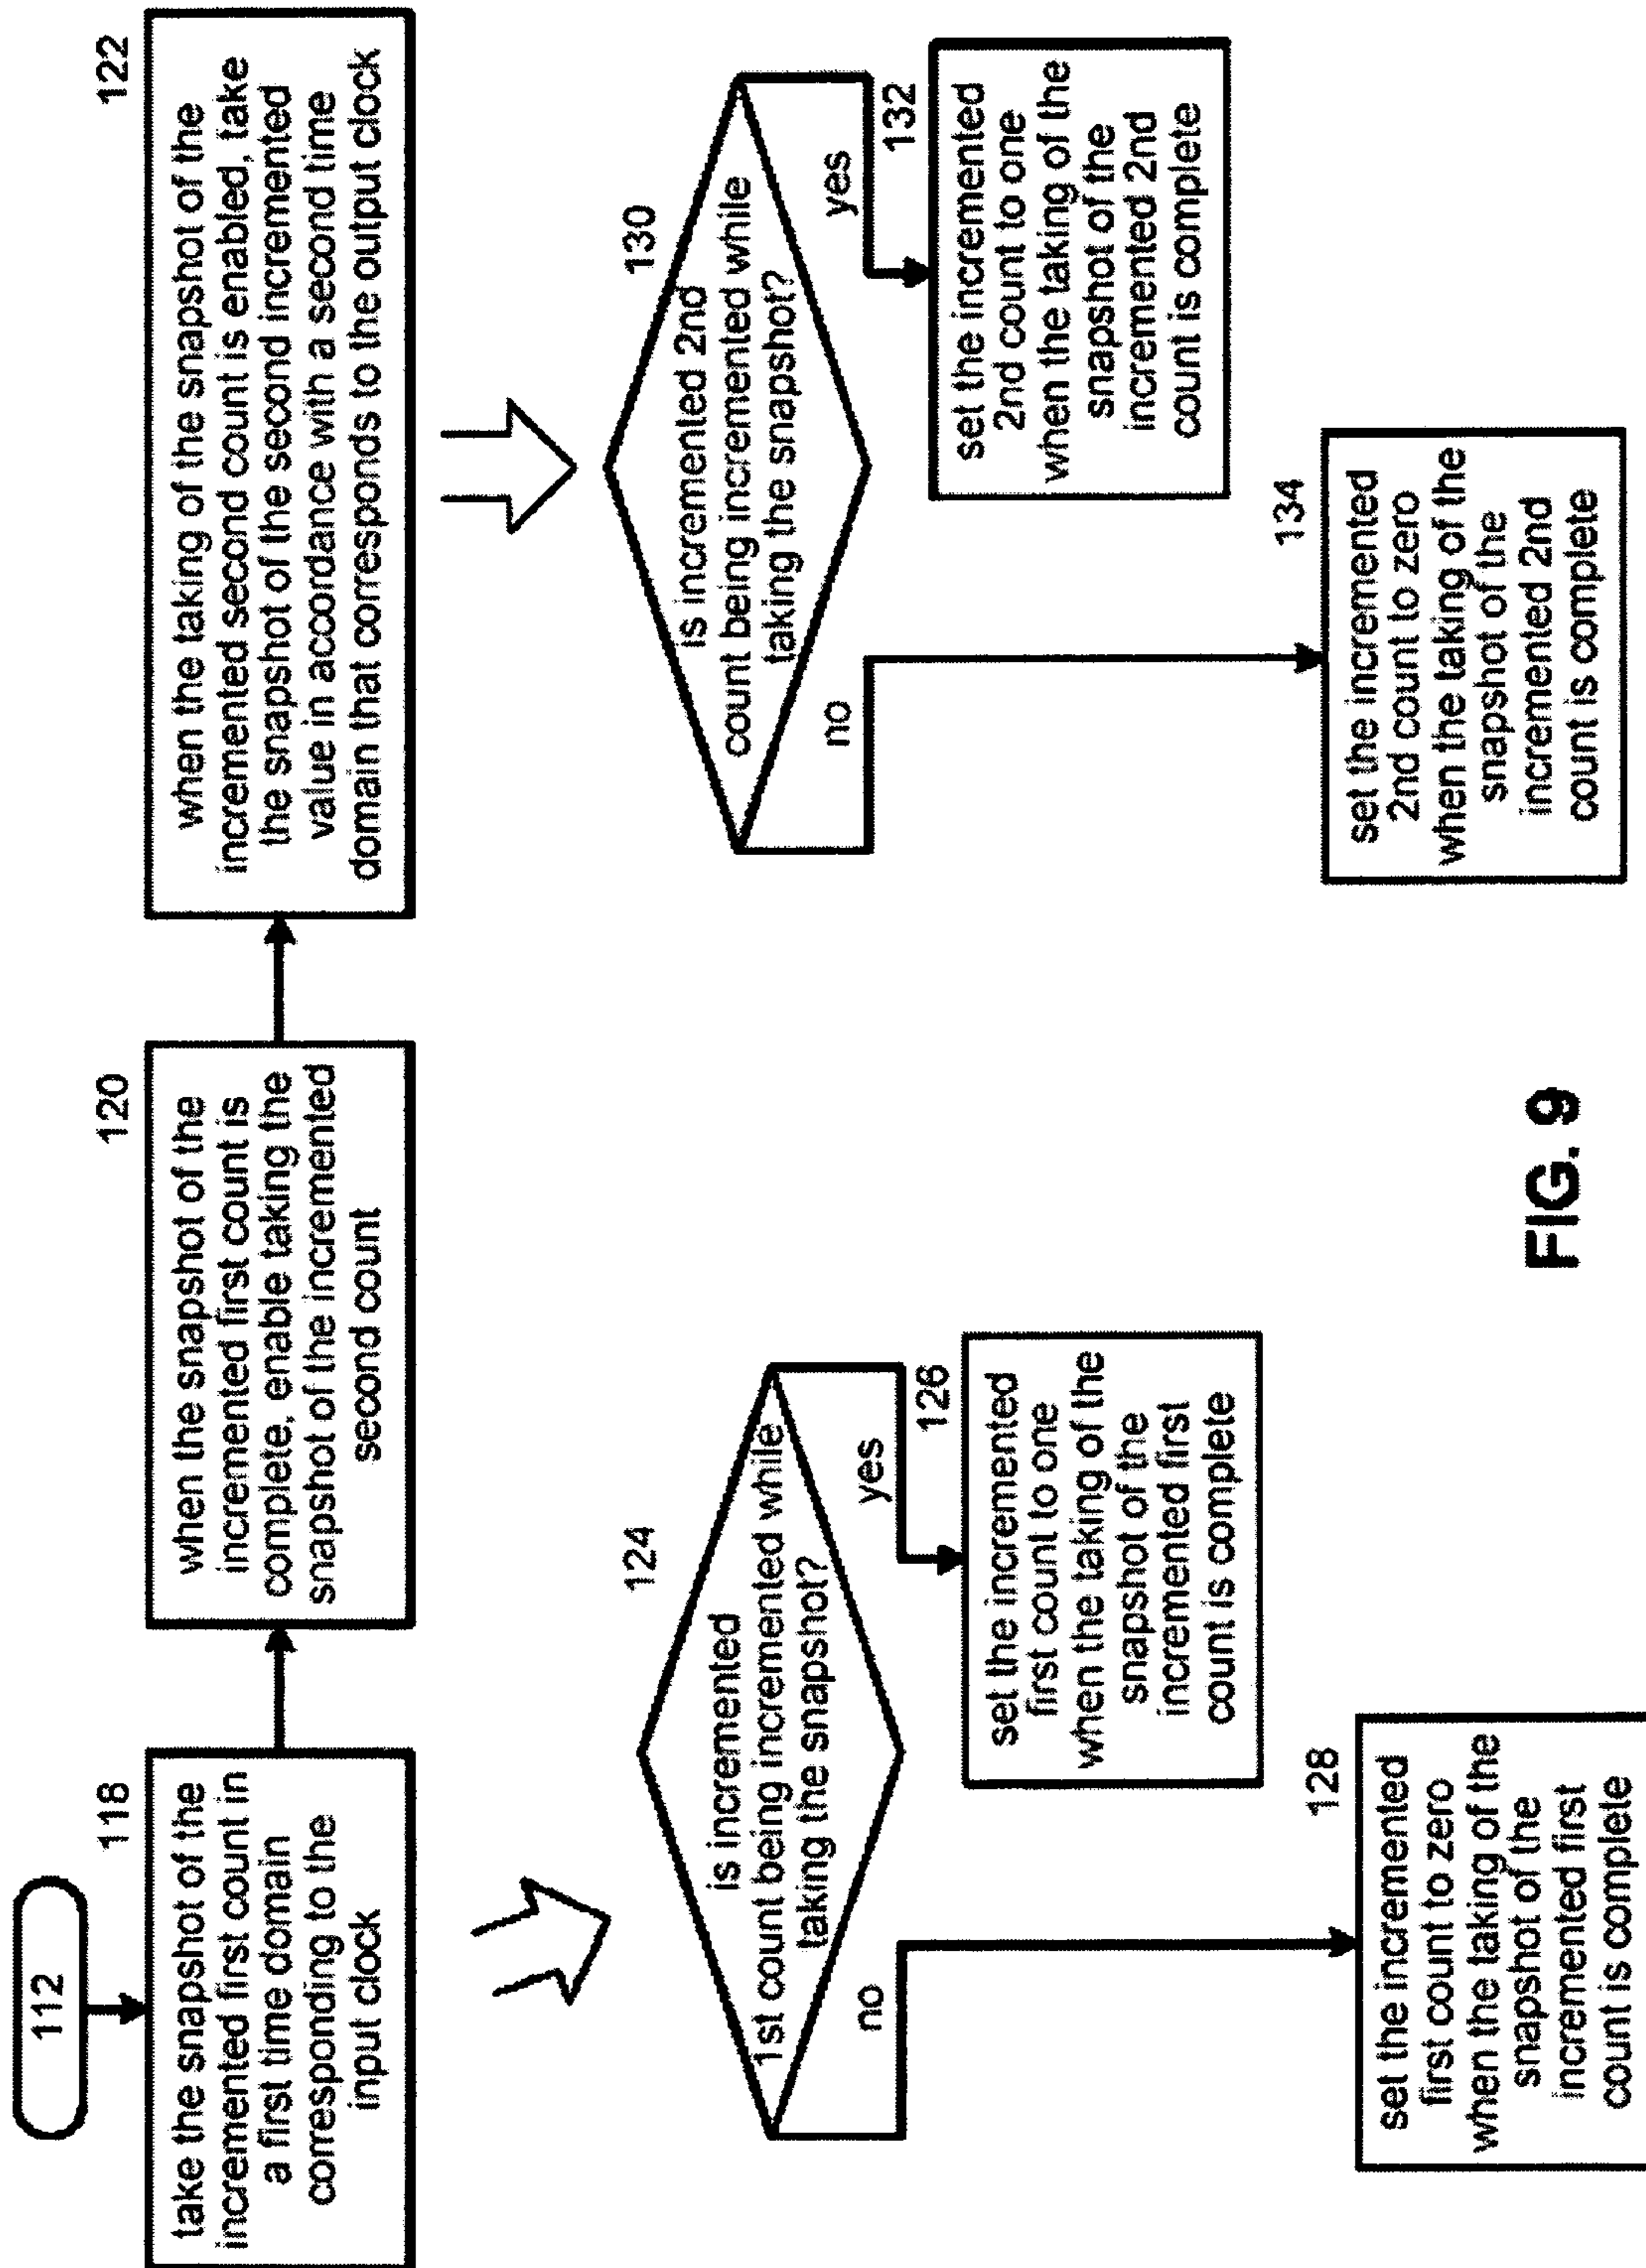 112
118
take the snapshot of the
incremented first count in
a first time domain
corresponding to the
input clock
120
when the snapshot of the
incremented first count is
complete, enable taking the
snapshot of the incremented
second count
122
when the taking of the snapshot of the
incremented second count is enabled, take
the snapshot of the second incremented
value in accordance with a second time
domain that corresponds to the output clock
124
is incremented
1st count being incremented while
taking the snapshot?
yes
no
126
set the incremented
first count to one
when the taking of the
snapshot of the
incremented first
count is complete
128
set the incremented
first count to zero
when the taking of the
snapshot of the
incremented first
count is complete
130
is incremented 2nd
count being incremented while
taking the snapshot?
yes
no
132
set the incremented
2nd count to one
when the taking of the
snapshot of the
incremented 2nd
count is complete
134
set the incremented
2nd count to zero
when the taking of the
snapshot of the
incremented 2nd
count is complete
FIG. 9